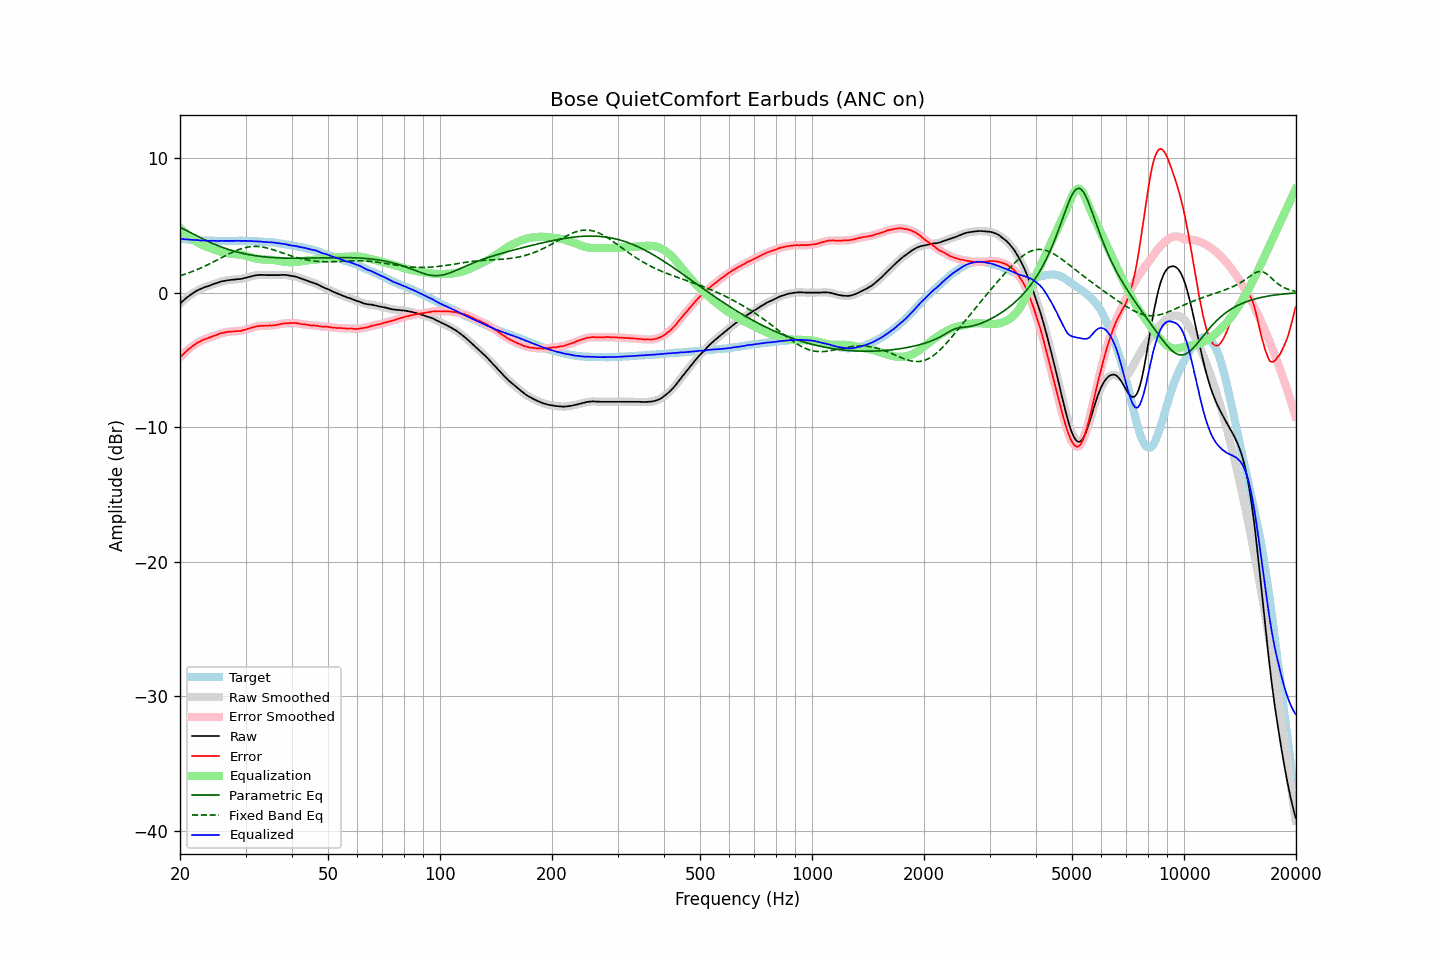 Bose QuietComfort Earbuds (ANC on)
10
0
−10
−20
−30
−40
Amplitude (dBr)
Target
Raw Smoothed
Error Smoothed
Raw
Error
Equalization
Parametric Eq
Fixed Band Eq
Equalized
20 50 100 200 500 1000 2000 5000 10000 20000
Frequency (Hz)